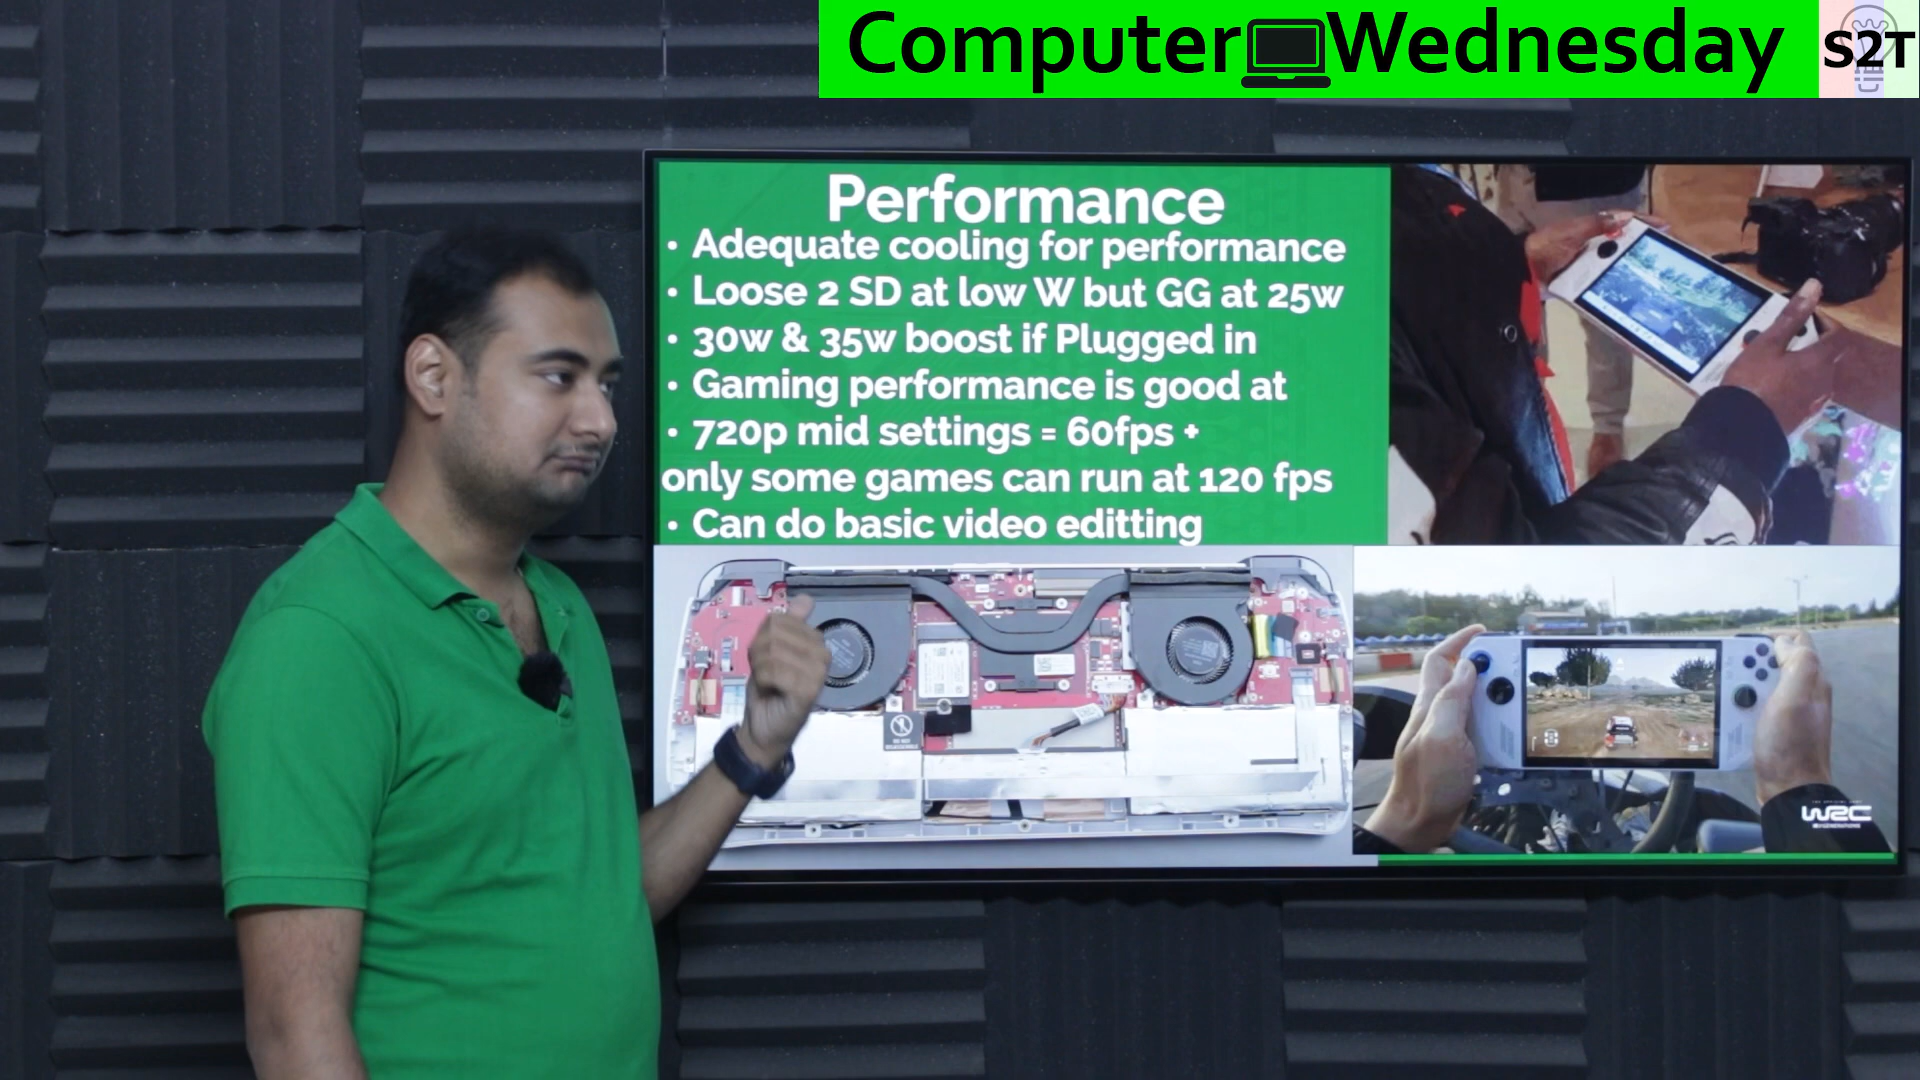 Computer Wednesday
S2T
Performance
• Adequate cooling for performance
• Loose 2 SD at low W but GG at 25w
• 30w & 35w boost if Plugged in
• Gaming performance is good at
• 720p mid settings = 60fps +
only some games can run at 120 fps
• Can do basic video editting
WRC